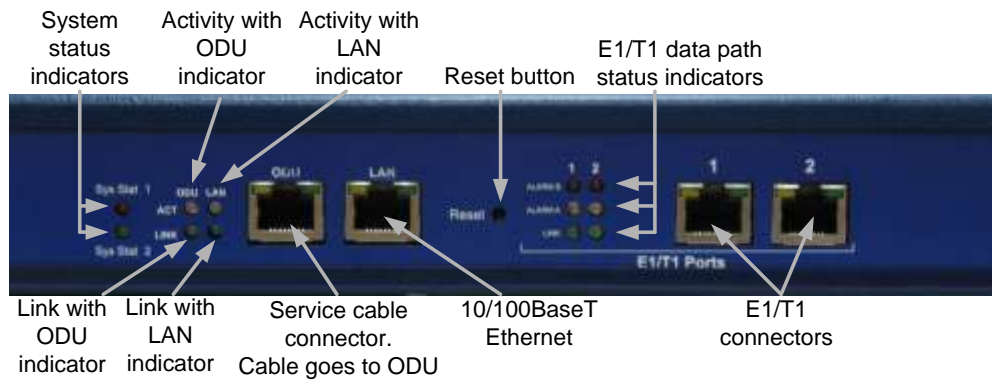 System
status
indicators
Activity with
ODU
indicator
Activity with
LAN
indicator
Reset button
E1/T1 data path
status indicators
Sys Stat 1
ODU LAN
ACT
LINK
Sys Stat 2
ODU
LAN
Reset
1 2
ALARM B
ALARM A
LINK
1
2
E1/T1 Ports
Link with
ODU
indicator
Link with
LAN
indicator
Service cable
connector.
Cable goes to ODU
10/100BaseT
Ethernet
E1/T1
connectors